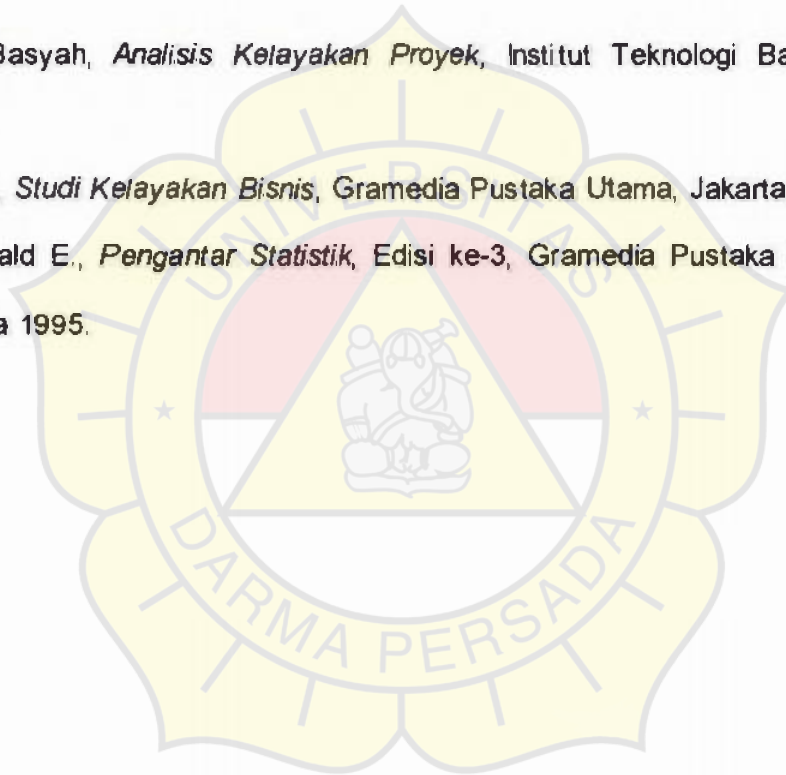 Basyah, Analisis Kelayakan Proyek, Institut Teknologi Ba
, Studi Kelayakan Bisnis, Gramedia Pustaka Utama, Jakarta
ald E., Pengantar Statistik, Edisi ke-3, Gramedia Pustaka
a 1995.
UNIVERSITAS
DARMA PERSADA